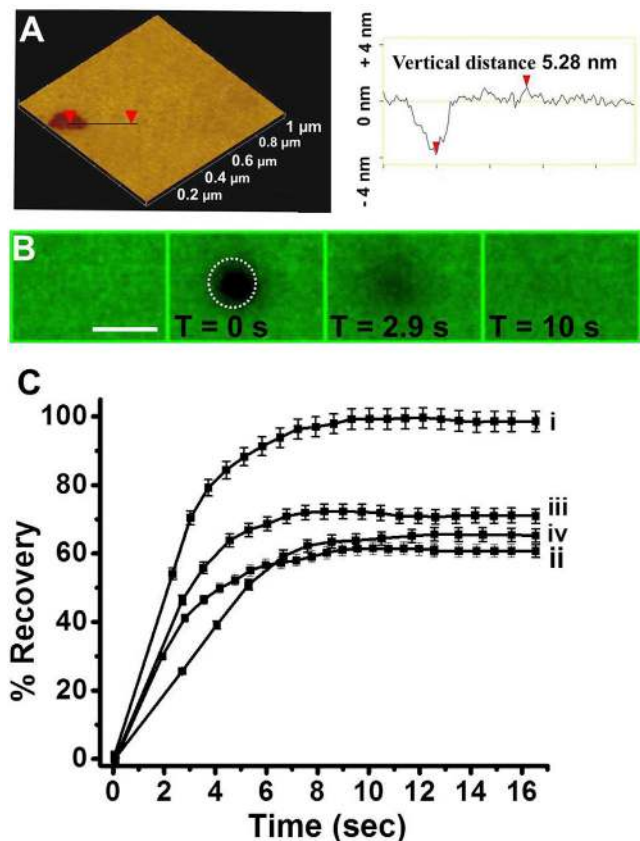 A
1 µm
0.8 µm
0.6 µm
0.4 µm
0.2 µm
+ 4 nm
0 nm
- 4 nm
Vertical distance 5.28 nm
B
T = 0 s
T = 2.9 s
T = 10 s
C
100
80
60
40
20
0
% Recovery
i
iii
iv
ii
0 2 4 6 8 10 12 14 16
Time (sec)